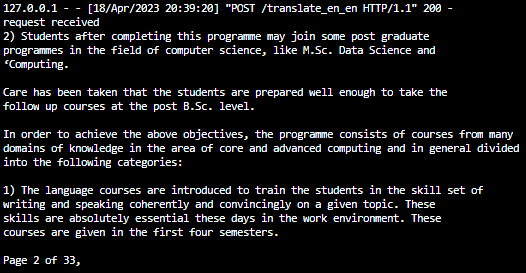 127.0.0.1 - - [18/Apr/2023 20:39:20] "POST /translate_en_en HTTP/1.1" 200 -
request received
2) Students after completing this programme may join some post graduate
programmes in the field of computer science, like M.Sc. Data Science and
‘Computing.
Care has been taken that the students are prepared well enough to take the
follow up courses at the post B.Sc. level.
In order to achieve the above objectives, the programme consists of courses from many
domains of knowledge in the area of core and advanced computing and in general divided
into the following categories:
1) The language courses are introduced to train the students in the skill set of
writing and speaking coherently and convincingly on a given topic. These
skills are absolutely essential these days in the work environment. These
courses are given in the first four semesters.
Page 2 of 33,